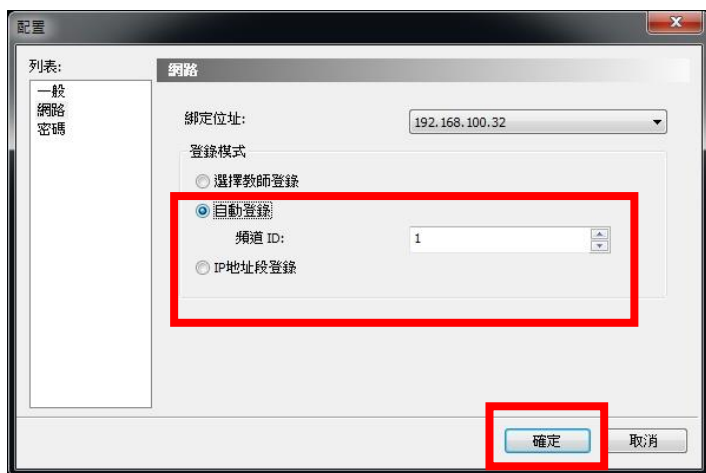 配置
列表:
一般
網路
密碼
網路
綁定位址:
192.168.100.32
登錄模式
選擇教師登錄
自動登錄
頻道 ID:
1
IP地址段登錄
確定
取消